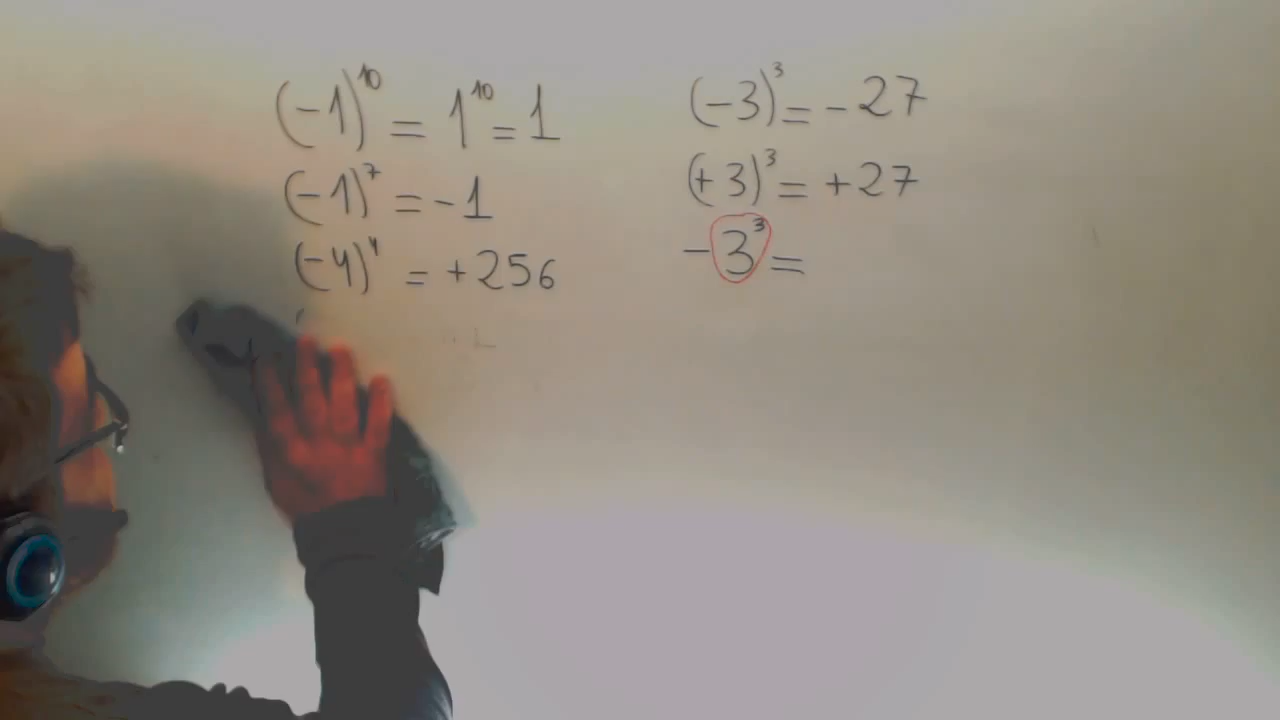 (-1)^10 = 1^10 = 1
(-1)^7 = -1
(-4)^4 = +256
(-3)^3 = -27
(+3)^3 = +27
-3^3 =